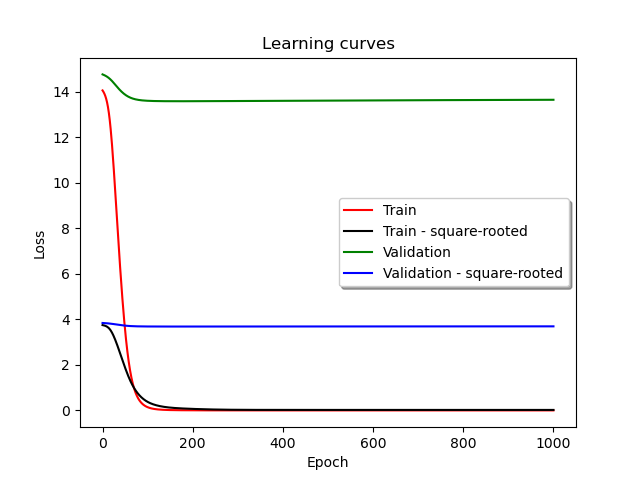 Learning curves
Loss
14
12
10
8
6
4
2
0
Train
Train - square-rooted
Validation
Validation - square-rooted
0 200 400 600 800 1000
Epoch